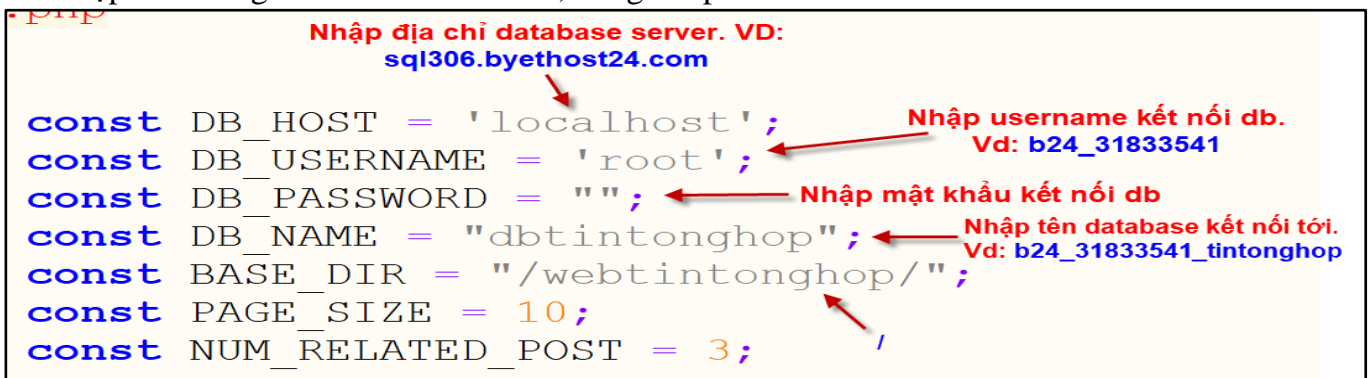 .php
Nhập địa chỉ database server. VD:
sql306.byethost24.com
const DB_HOST = 'localhost';
Nhập username kết nối db.
Vd: b24_31833541
const DB_USERNAME = 'root';
const DB_PASSWORD = "";
Nhập mật khẩu kết nối db
const DB_NAME = "dbtintonghop";
Nhập tên database kết nối tới.
Vd: b24_31833541_tintonghop
const BASE_DIR = "/webtintonghop/";
/
const PAGE_SIZE = 10;
const NUM_RELATED_POST = 3;